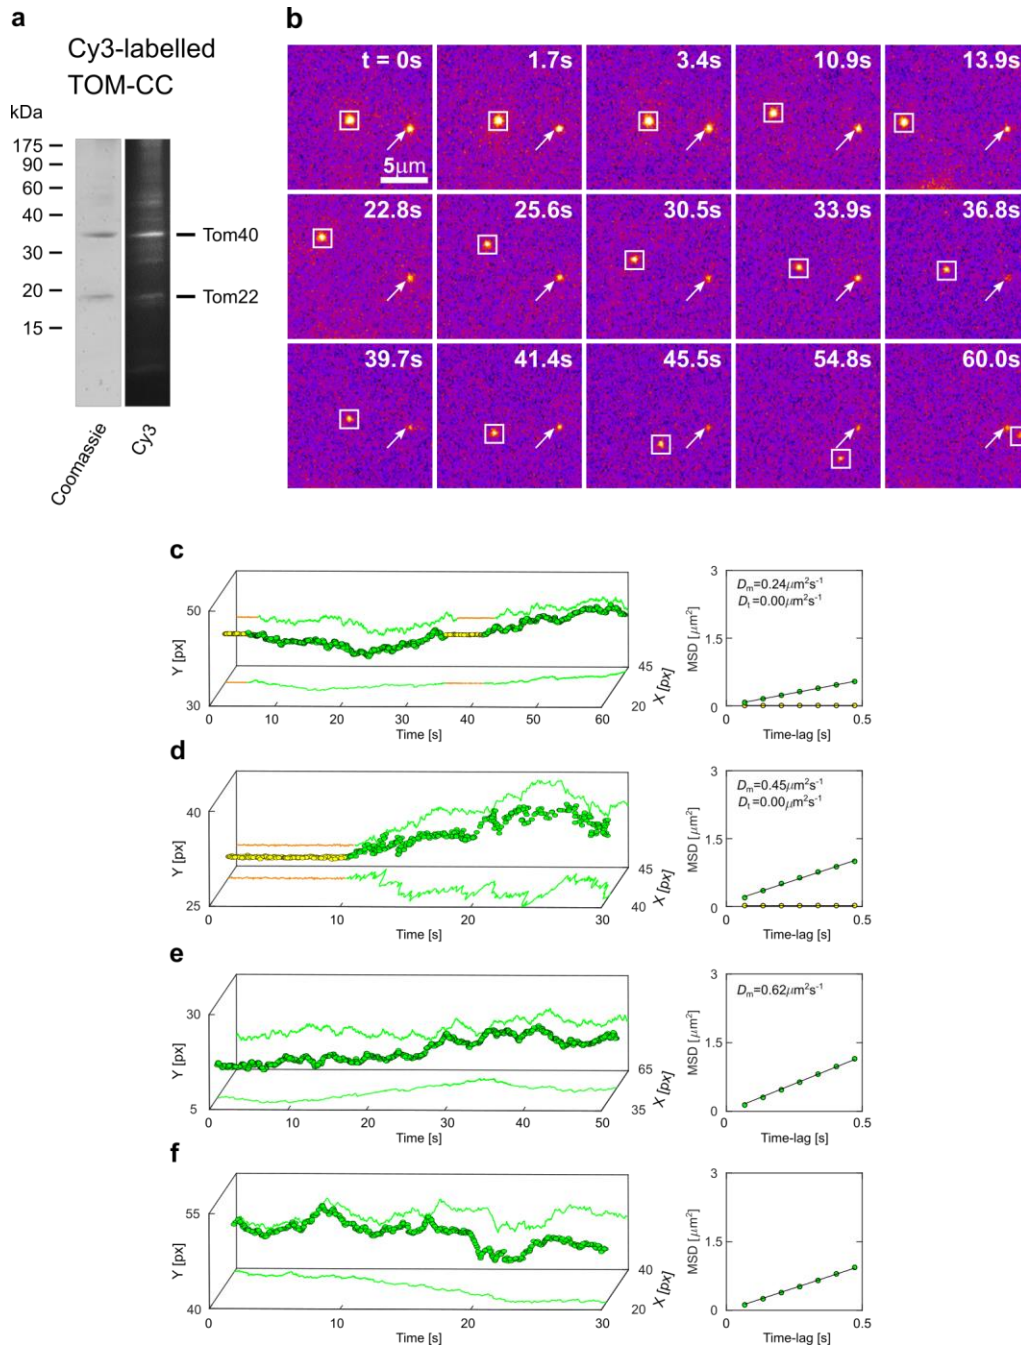 a
Cy3-labelled
TOM-CC
kDa
175
90
60
40
30
20
15
Tom40
Tom22
Coomassie
Cy3
b
t = 0s
1.7s
3.4s
10.9s
13.9s
5μm
22.8s
25.6s
30.5s
33.9s
36.8s
39.7s
41.4s
45.5s
54.8s
60.0s
c
Y [px]
50
30
0
10
20
30
40
50
60
Time [s]
45
20
X [px]
MSD [μm²]
3
1.5
0
Dm=0.24μm²s⁻¹
Dt=0.00μm²s⁻¹
0
0.5
Time-lag [s]
d
Y [px]
40
25
0
10
20
30
Time [s]
45
40
X [px]
MSD [μm²]
3
1.5
0
Dm=0.45μm²s⁻¹
Dt=0.00μm²s⁻¹
0
0.5
Time-lag [s]
e
Y [px]
30
5
0
10
20
30
40
50
Time [s]
65
35
X [px]
MSD [μm²]
3
1.5
0
Dm=0.62μm²s⁻¹
0
0.5
Time-lag [s]
f
Y [px]
55
40
0
10
20
30
Time [s]
40
20
X [px]
MSD [μm²]
3
1.5
0
0
0.5
Time-lag [s]